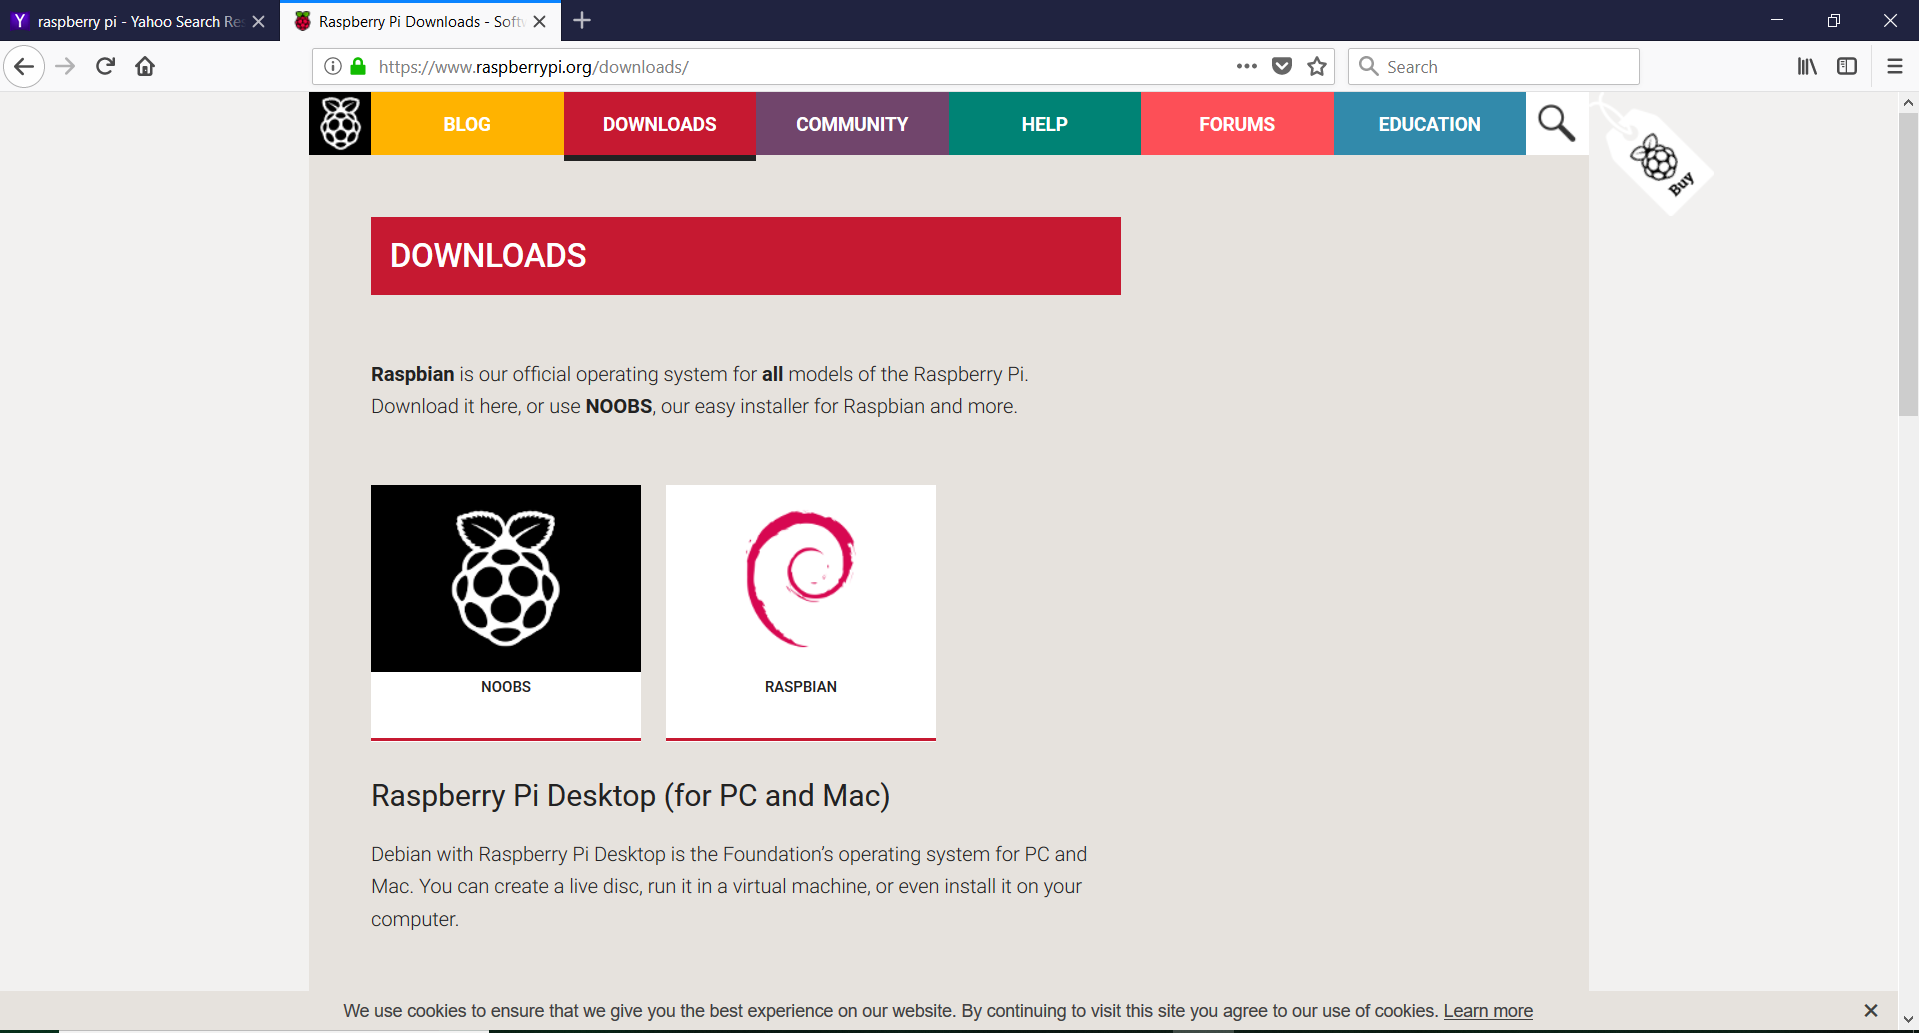 raspberry pi - Yahoo Search Re
Raspberry Pi Downloads - Soft
https://www.raspberrypi.org/downloads/
Search
BLOG
DOWNLOADS
COMMUNITY
HELP
FORUMS
EDUCATION
Buy
DOWNLOADS
Raspbian is our official operating system for all models of the Raspberry Pi.
Download it here, or use NOOBS, our easy installer for Raspbian and more.
NOOBS
RASPBIAN
Raspberry Pi Desktop (for PC and Mac)
Debian with Raspberry Pi Desktop is the Foundation’s operating system for PC and
Mac. You can create a live disc, run it in a virtual machine, or even install it on your
computer.
We use cookies to ensure that we give you the best experience on our website. By continuing to visit this site you agree to our use of cookies. Learn more